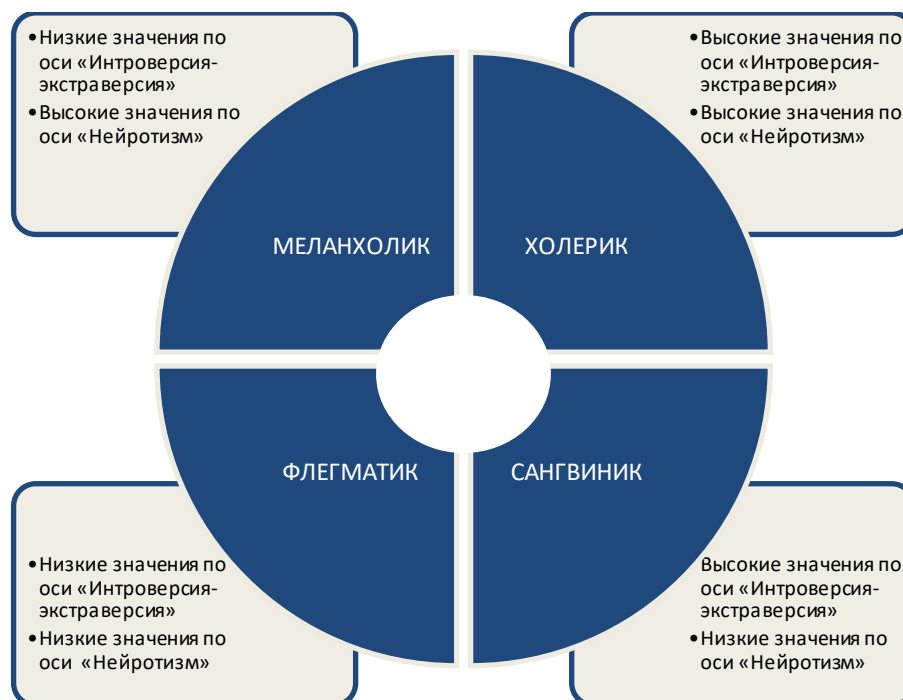 •Низкие значения по
оси «Интроверсия-
экстраверсия»
•Высокие значения по
оси «Нейротизм»
•Высокие значения по
оси «Интроверсия-
экстраверсия»
•Высокие значения по
оси «Нейротизм»
МЕЛАНХОЛИК
ХОЛЕРИК
ФЛЕГМАТИК
САНГВИНИК
•Низкие значения по
оси «Интроверсия-
экстраверсия»
•Низкие значения по
оси «Нейротизм»
Высокие значения по
оси «Интроверсия-
экстраверсия»
•Низкие значения по
оси «Нейротизм»